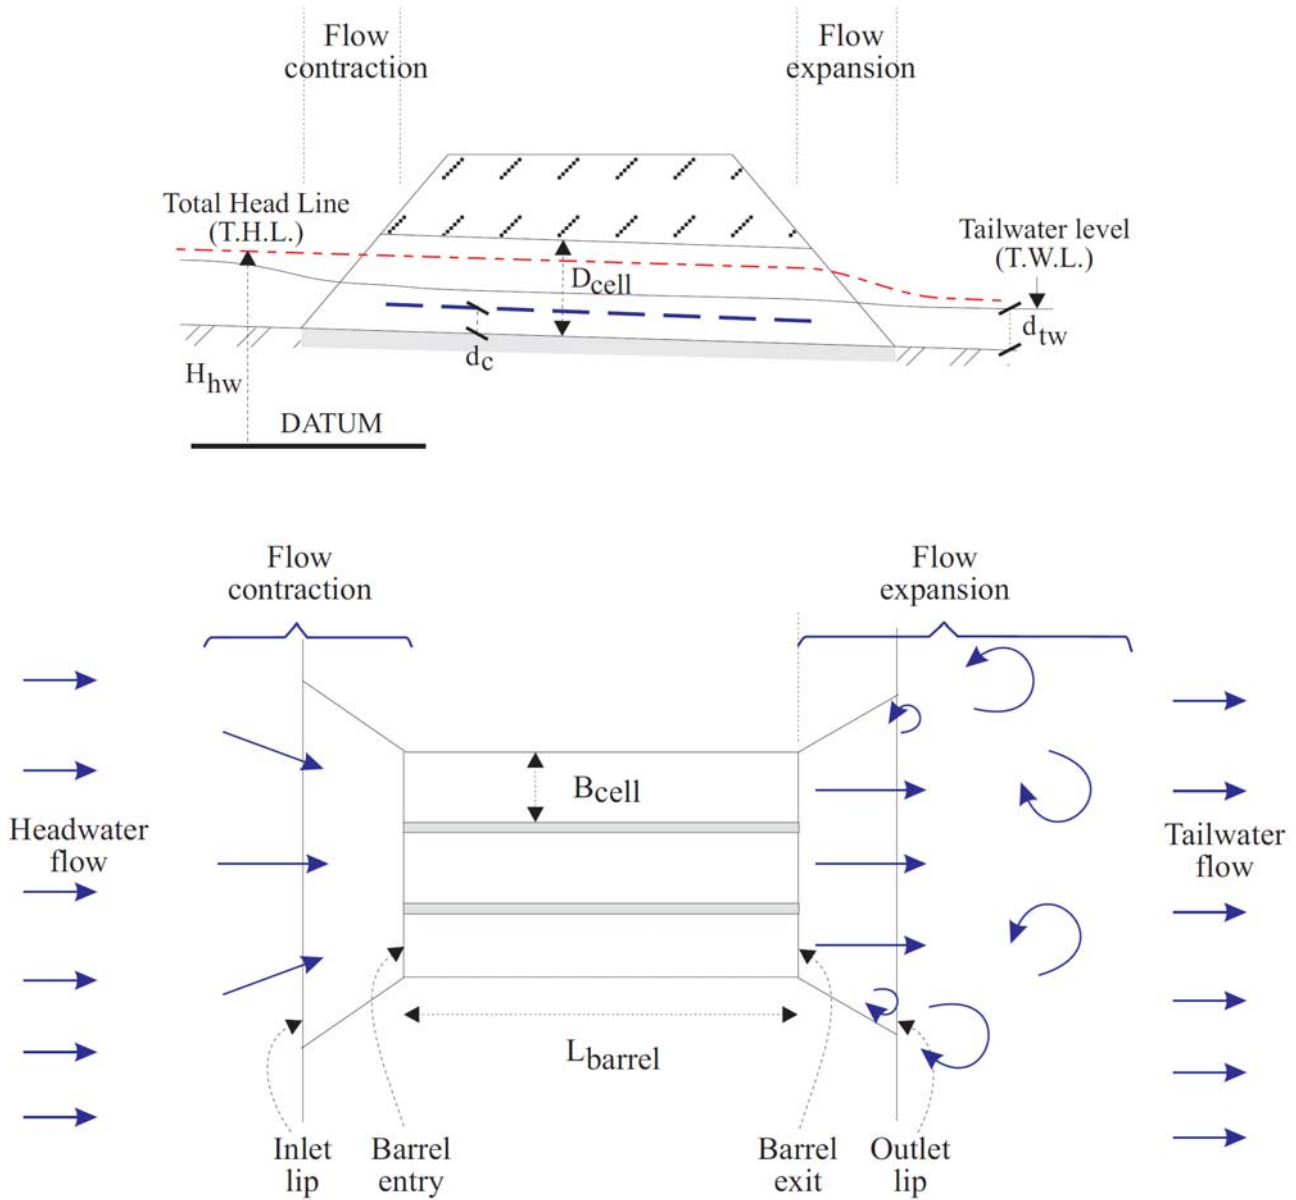 Flow
contraction
Flow
expansion
Total Head Line
(T.H.L.)
Tailwater level
(T.W.L.)
Dcell
dc
dtw
Hhw
DATUM
Flow
contraction
Flow
expansion
Bcell
Headwater
flow
Tailwater
flow
Lbarrel
Inlet
lip
Barrel
entry
Barrel
exit
Outlet
lip